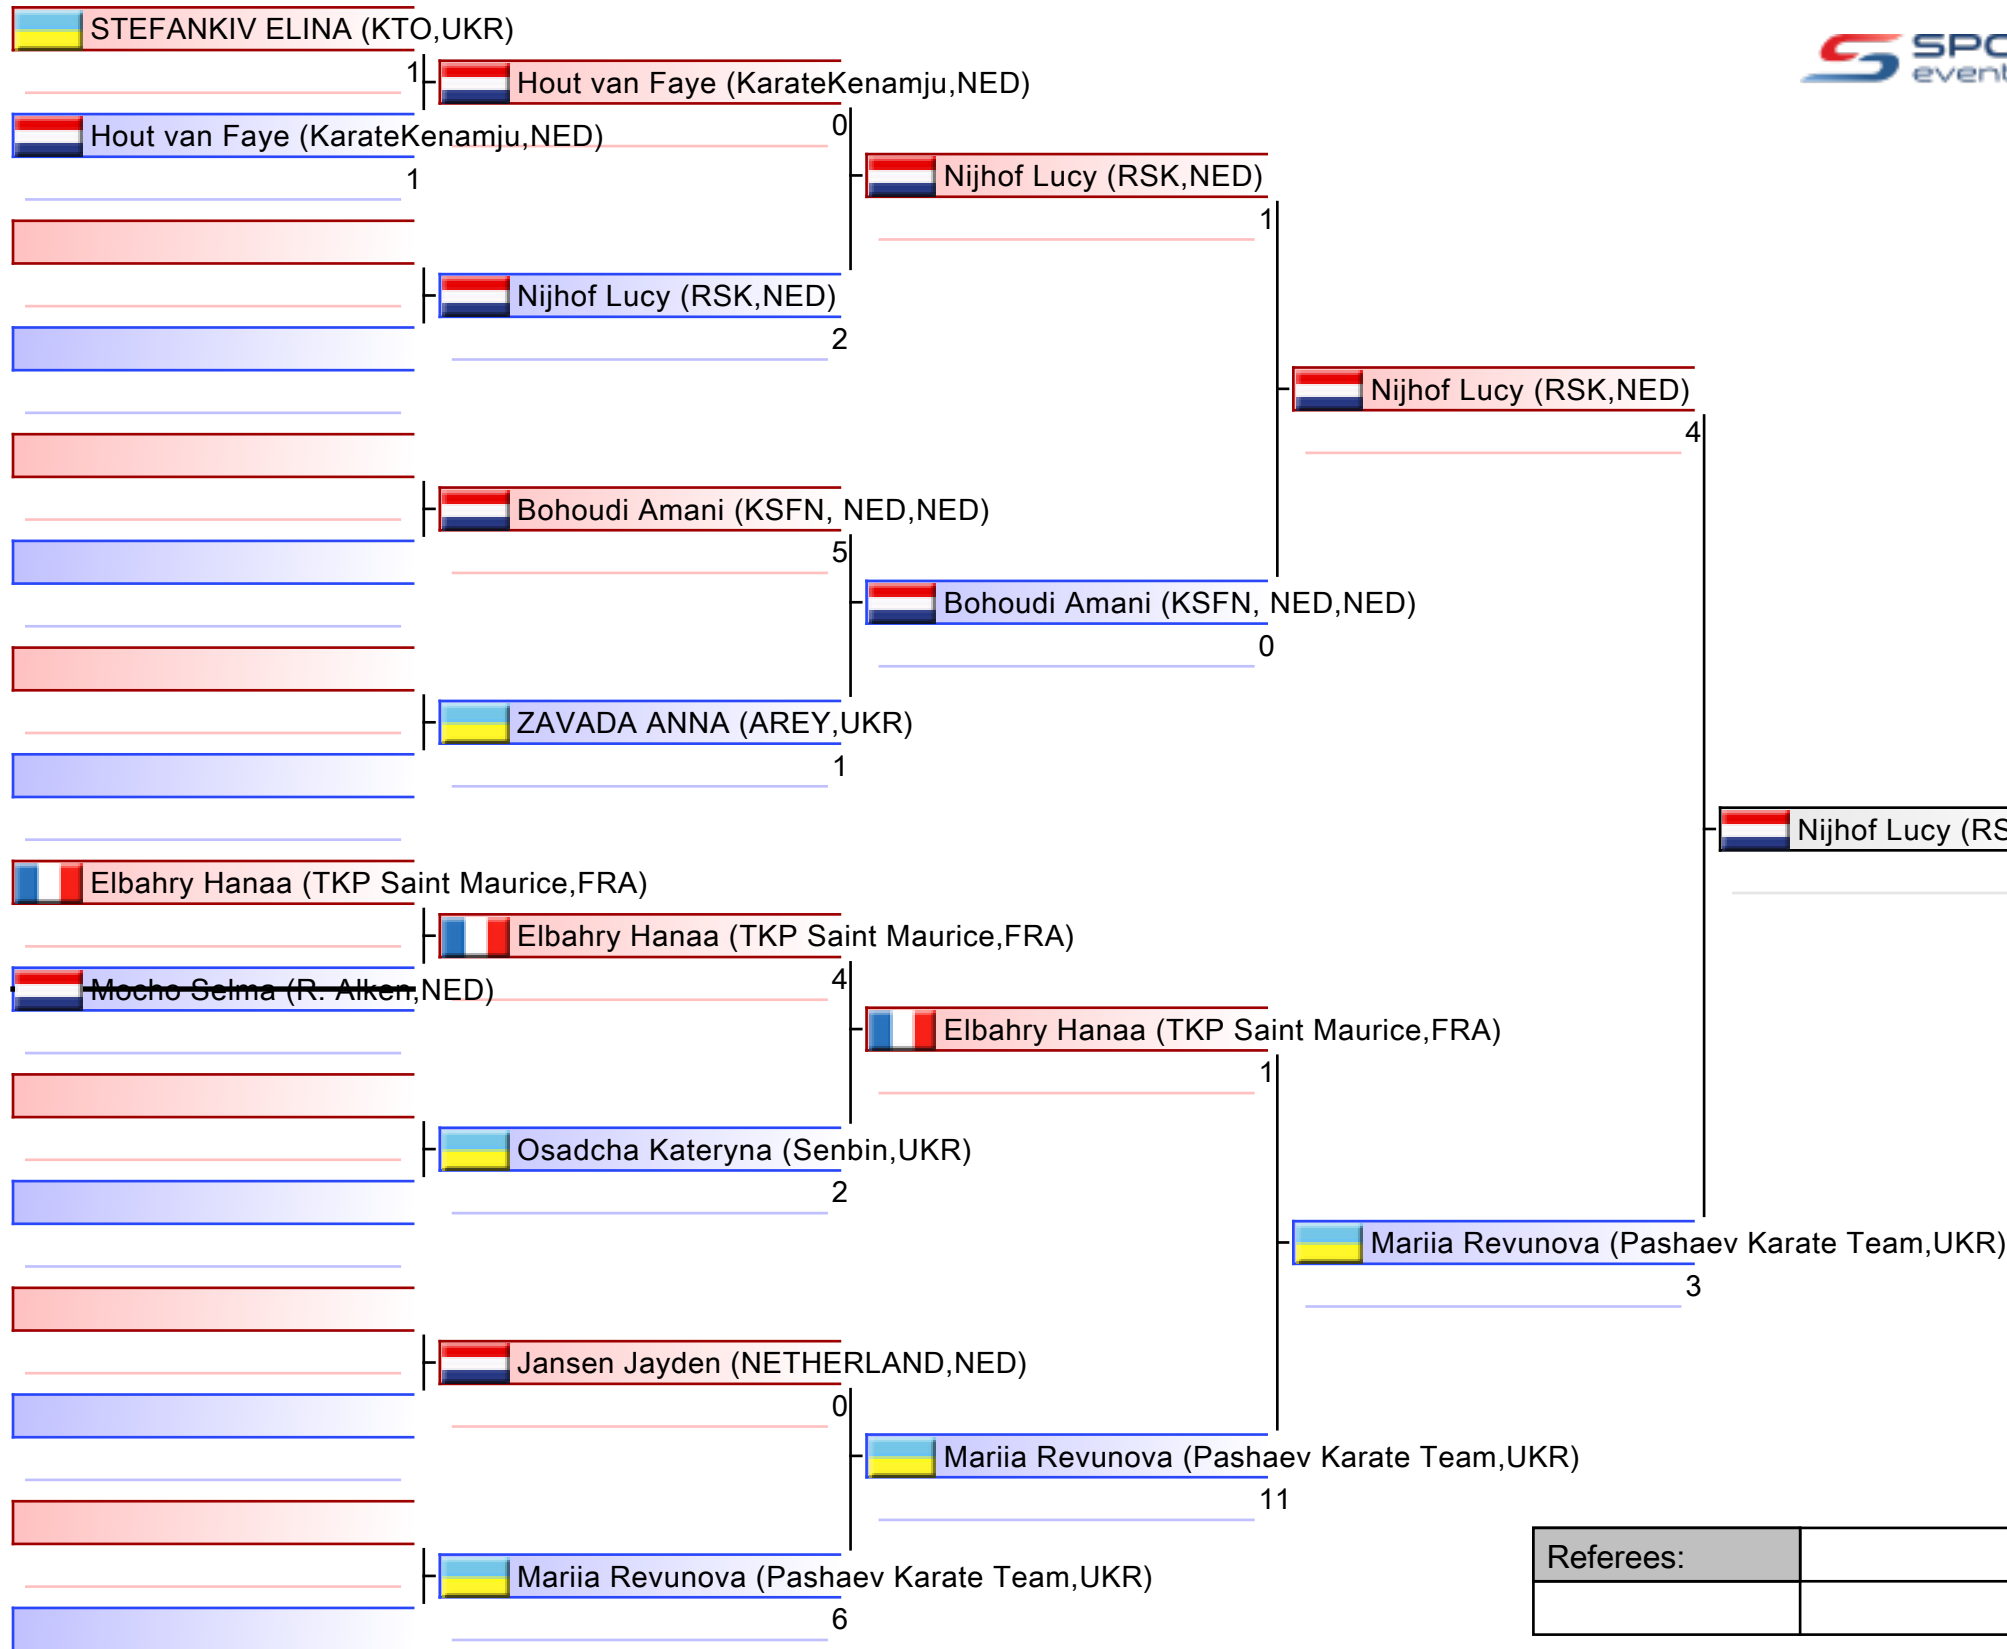 STEFANKIV ELINA (KTO,UKR)
1
Hout van Faye (KarateKenamju,NED)
1
Elbahry Hanaa (TKP Saint Maurice,FRA)
Mocho Selma (R. Alken,NED)
Hout van Faye (KarateKenamju,NED)
0
Nijhof Lucy (RSK,NED)
2
Bohoudi Amani (KSFN, NED,NED)
5
ZAVADA ANNA (AREY,UKR)
1
Elbahry Hanaa (TKP Saint Maurice,FRA)
4
Osadcha Kateryna (Senbin,UKR)
2
Jansen Jayden (NETHERLAND,NED)
0
Mariia Revunova (Pashaev Karate Team,UKR)
6
Nijhof Lucy (RSK,NED)
1
Bohoudi Amani (KSFN, NED,NED)
0
Elbahry Hanaa (TKP Saint Maurice,FRA)
1
Mariia Revunova (Pashaev Karate Team,UKR)
11
Nijhof Lucy (RSK,NED)
4
Mariia Revunova (Pashaev Karate Team,UKR)
3
Nijhof Lucy (RS
Referees: